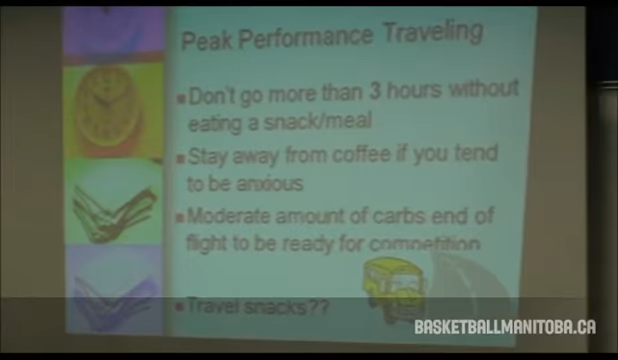 Peak Performance Traveling
Don't go more than 3 hours without
eating a snack/meal
Stay away from coffee if you tend
to be anxious
Moderate amount of carbs end of
flight to be ready for competition
Travel snacks??
BASKETBALLMANITOBA.CA